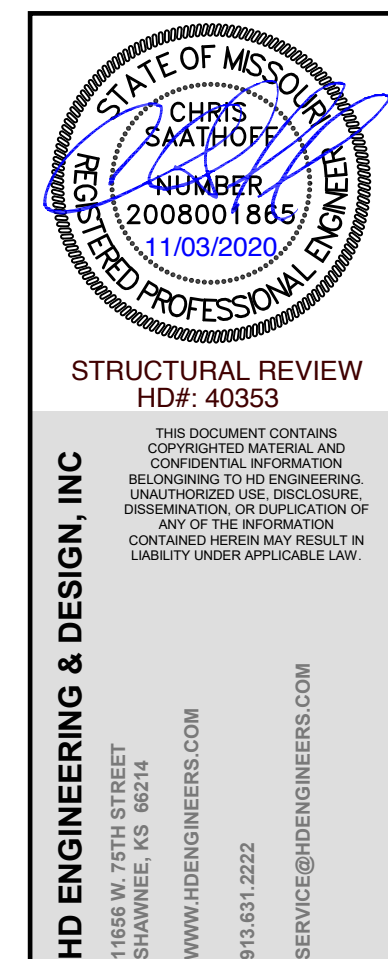 STATE OF MISSOURI
CHRIS
SAATHOFF
NUMBER
2008001865
11/03/2020
REGISTERED PROFESSIONAL ENGINEER
STRUCTURAL REVIEW
HD#: 40353
THIS DOCUMENT CONTAINS
COPYRIGHTED MATERIAL AND
CONFIDENTIAL INFORMATION
BELONGINING TO HD ENGINEERING.
UNAUTHORIZED USE, DISCLOSURE,
DISSEMINATION, OR DUPLICATION OF
ANY OF THE INFORMATION
CONTAINED HEREIN MAY RESULT IN
LIABILITY UNDER APPLICABLE LAW.
HD ENGINEERING & DESIGN, INC
11656 W. 75TH STREET
SHAWNEE, KS 66214
WWW.HDENGINEERS.COM
913.631.2222
SERVICE@HDENGINEERS.COM